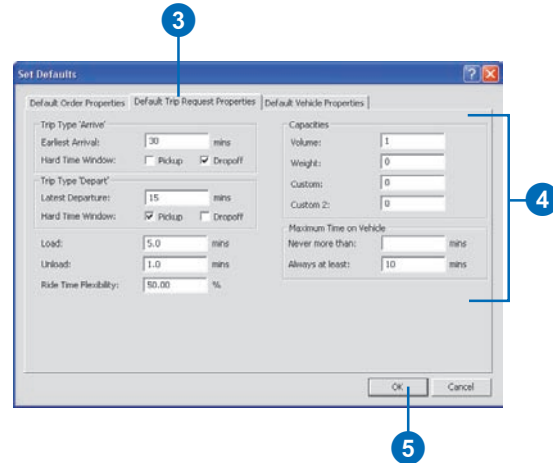 3
Set Defaults
Default Order Properties Default Trip Request Properties Default Vehicle Properties
Trip Type 'Arrive'
Earliest Arrival: 30 mins
Hard Time Window: Pickup Dropoff
Trip Type 'Depart'
Latest Departure: 15 mins
Hard Time Window: Pickup Dropoff
Load: 5.0 mins
Unload: 1.0 mins
Ride Time Flexibility: 50.00 %
Capacities
Volume: 1
Weight: 0
Custom: 0
Custom 2: 0
Maximum Time on Vehicle
Never more than: mins
Always at least: 10 mins
4
OK Cancel
5